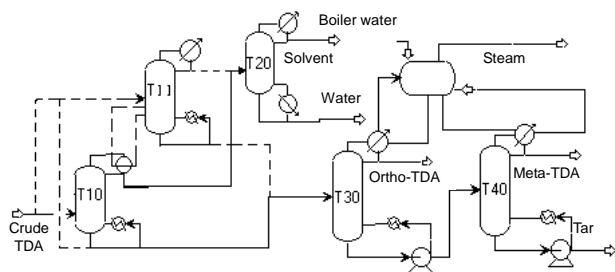 Boiler water
T11
T20
Solvent
Steam
Water
T10
Crude
TDA
T30
Ortho-TDA
T40
Meta-TDA
Tar